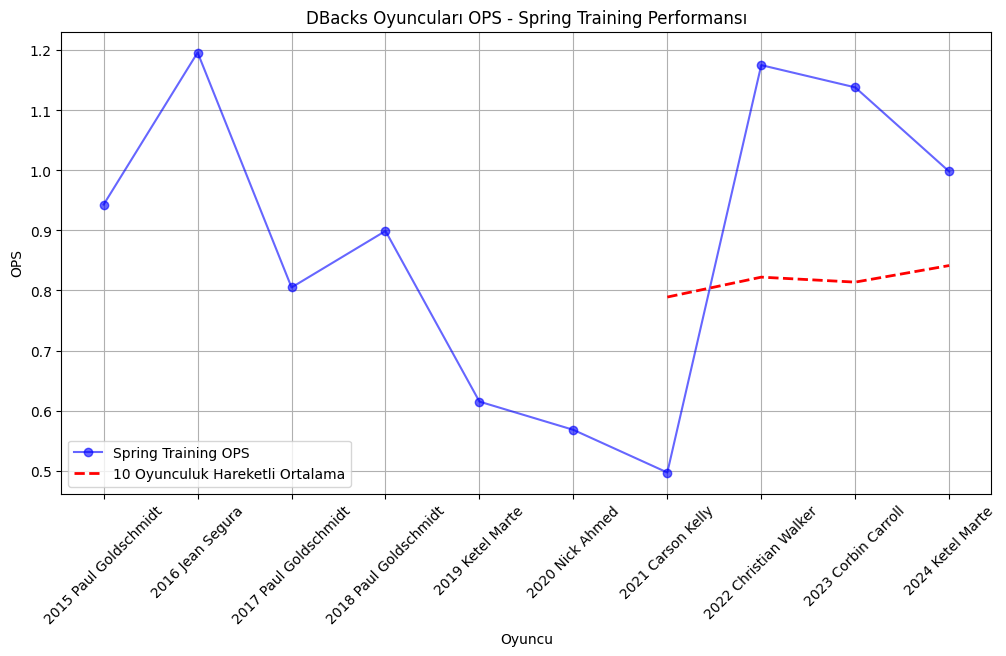 DBacks Oyuncuları OPS - Spring Training Performansı
OPS
1.2
1.1
1.0
0.9
0.8
0.7
0.6
0.5
Spring Training OPS
10 Oyunculuk Hareketli Ortalama
2015 Paul Goldschmidt
2016 Jean Segura
2017 Paul Goldschmidt
2018 Paul Goldschmidt
2019 Ketel Marte
2020 Nick Ahmed
2021 Carson Kelly
2022 Christian Walker
2023 Corbin Carroll
2024 Ketel Marte
Oyuncu